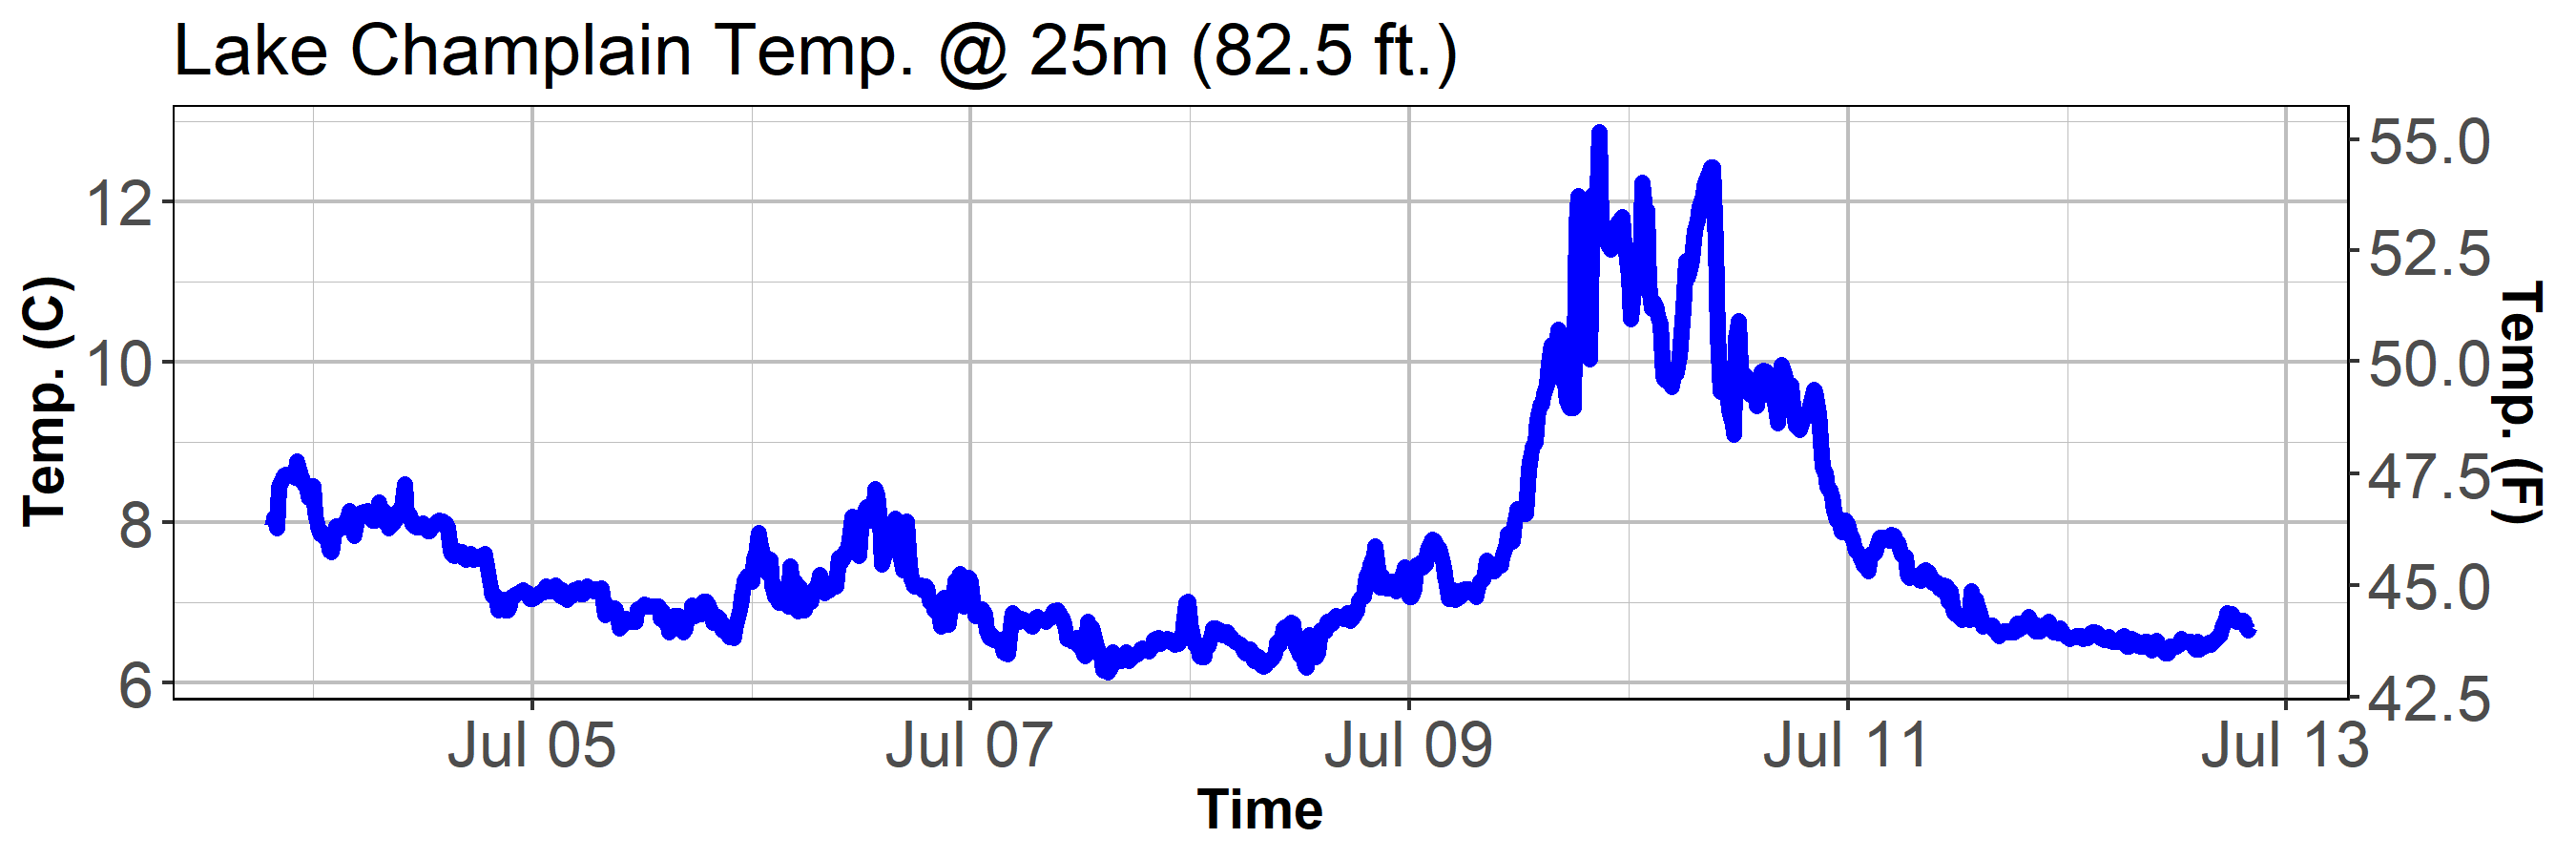 Lake Champlain Temp. @ 25m (82.5 ft.)
Temp. (C)
12
10
8
6
55.0
52.5
50.0
47.5
45.0
42.5
Temp. (F)
Jul 05 Jul 07 Jul 09 Jul 11 Jul 13
Time